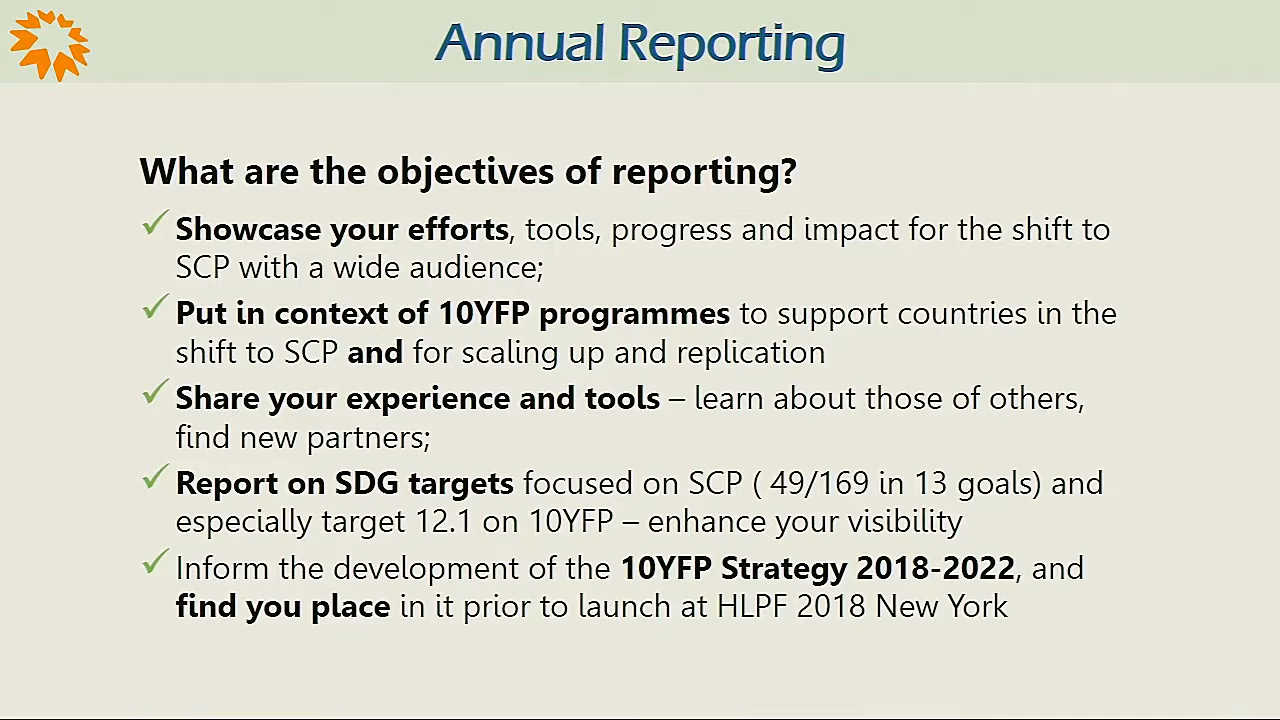 Annual Reporting
What are the objectives of reporting?
Showcase your efforts, tools, progress and impact for the shift to
SCP with a wide audience;
Put in context of 10YFP programmes to support countries in the
shift to SCP and for scaling up and replication
Share your experience and tools – learn about those of others,
find new partners;
Report on SDG targets focused on SCP ( 49/169 in 13 goals) and
especially target 12.1 on 10YFP – enhance your visibility
Inform the development of the 10YFP Strategy 2018-2022, and
find you place in it prior to launch at HLPF 2018 New York